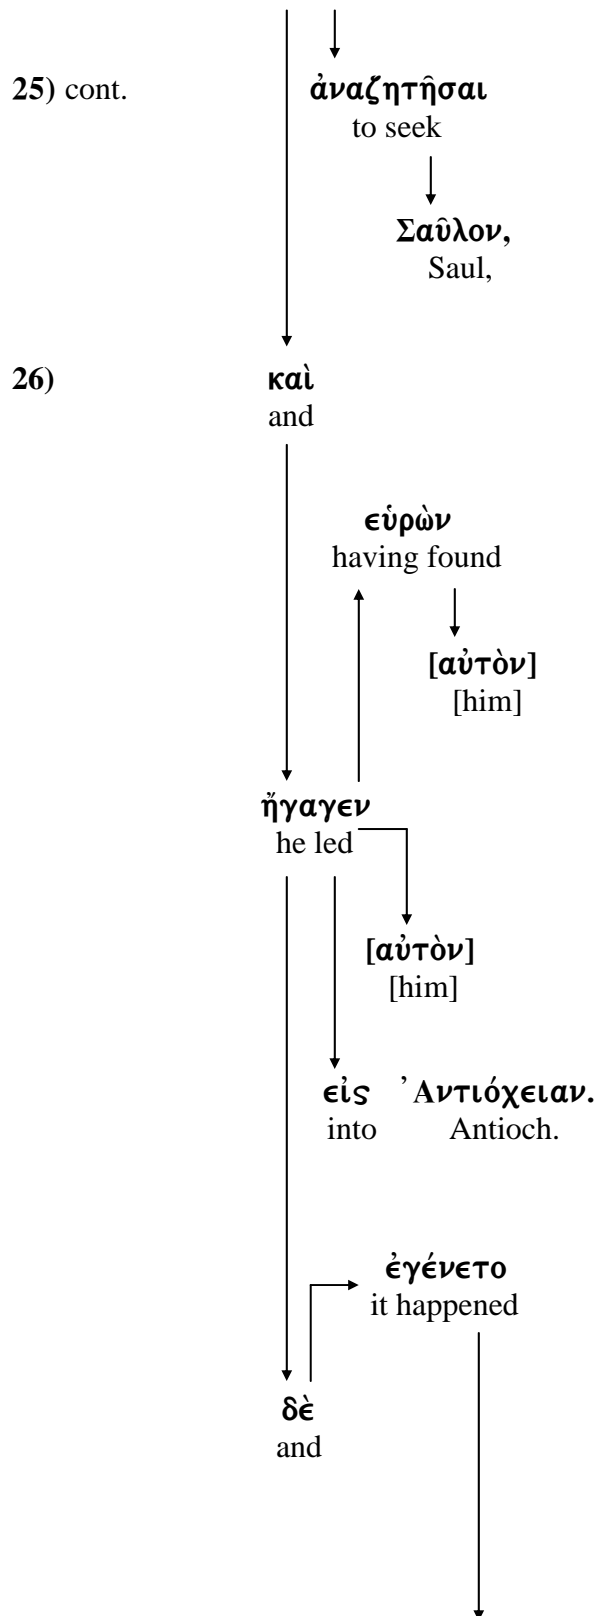 25) cont. ἀναζητῆσαι
to seek
Σαῦλον,
Saul,
26) καὶ
and
εὑρὼν
having found
[αὐτὸν]
[him]
ἤγαγεν
he led
[αὐτὸν]
[him]
εἰς Ἀντιόχειαν.
into Antioch.
ἐγένετο
it happened
δὲ
and